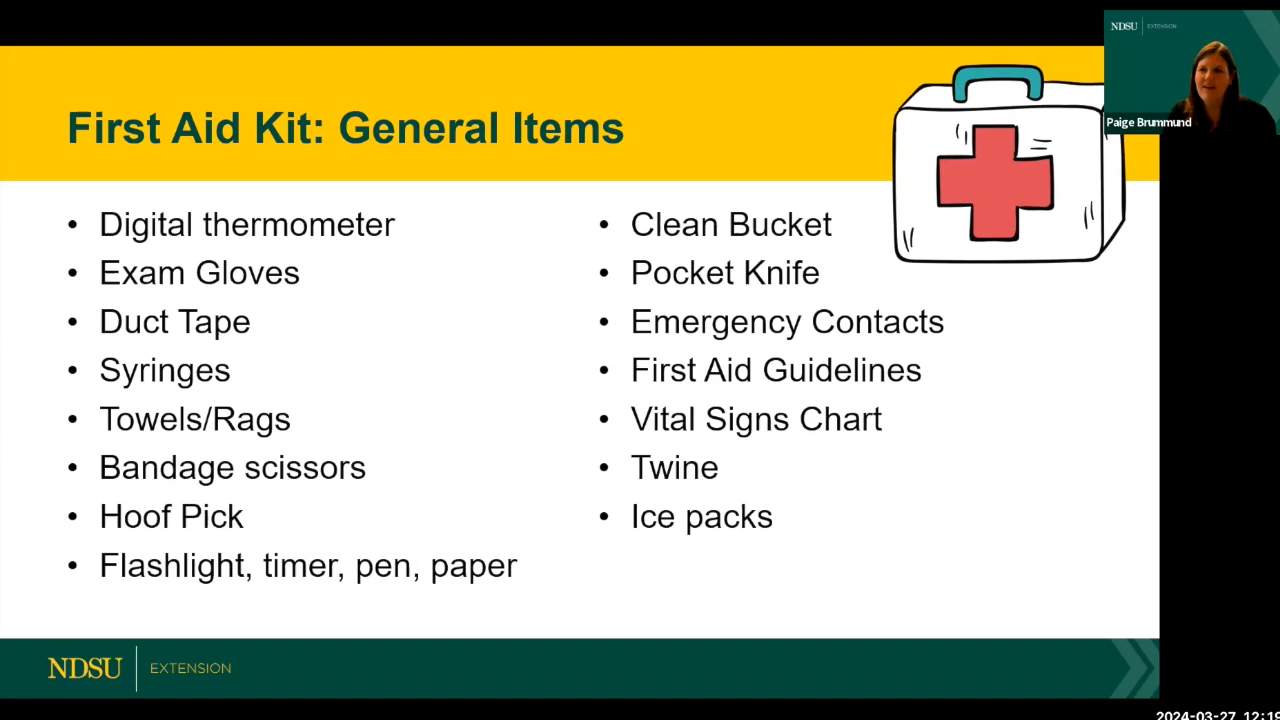 NDSU EXTENSION
Paige Brummund
First Aid Kit: General Items
• Digital thermometer
• Exam Gloves
• Duct Tape
• Syringes
• Towels/Rags
• Bandage scissors
• Hoof Pick
• Flashlight, timer, pen, paper
• Clean Bucket
• Pocket Knife
• Emergency Contacts
• First Aid Guidelines
• Vital Signs Chart
• Twine
• Ice packs
NDSU EXTENSION
2024-03-27 12:19